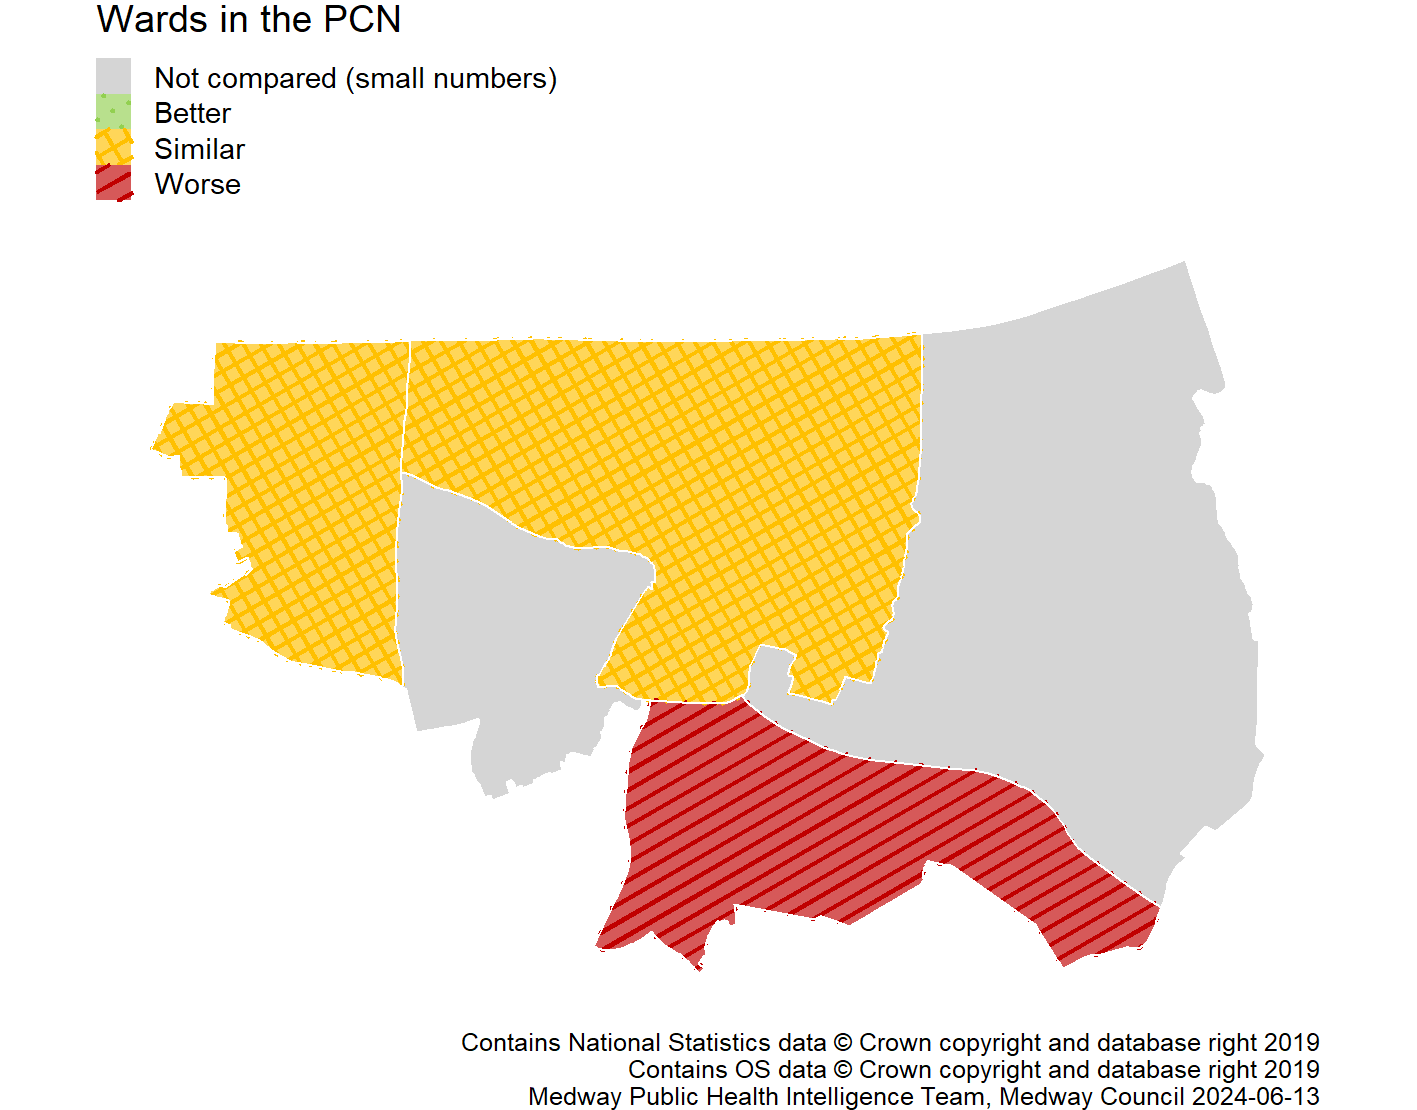 Wards in the PCN
Not compared (small numbers)
Better
Similar
Worse
Contains National Statistics data © Crown copyright and database right 2019
Contains OS data © Crown copyright and database right 2019
Medway Public Health Intelligence Team, Medway Council 2024-06-13